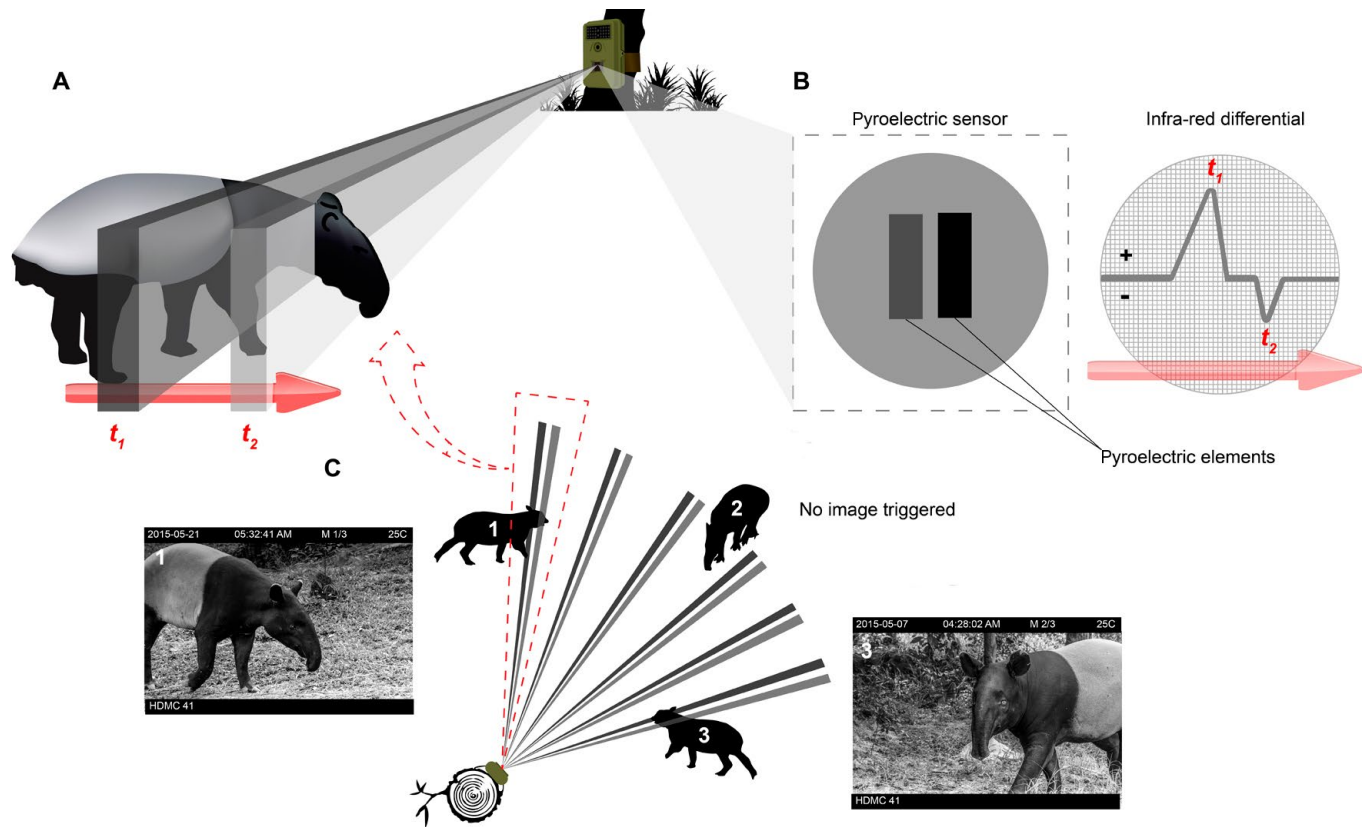 A
B
Pyroelectric sensor
Infra-red differential
t1
+
-
t2
t1
t2
Pyroelectric elements
C
1
2
No image triggered
2015-05-21 05:32:41 AM M 1/3 25C
1
HDMC 41
3
2015-05-07 04:28:02 AM M 2/3 25C
3
HDMC 41